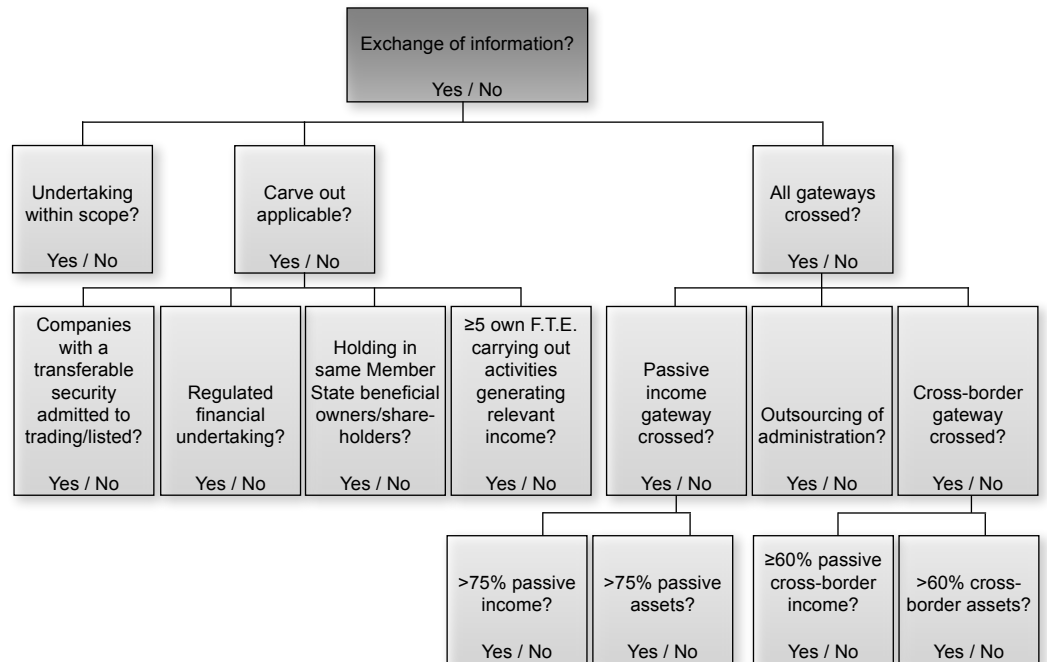 Exchange of information?
Yes / No
Undertaking
within scope?
Yes / No
Carve out
applicable?
Yes / No
All gateways
crossed?
Yes / No
Companies
with a
transferable
security
admitted to
trading/listed?
Yes / No
Regulated
financial
undertaking?
Yes / No
Holding in
same Member
State beneficial
owners/share-
holders?
Yes / No
≥5 own F.T.E.
carrying out
activities
generating
relevant
income?
Yes / No
Passive
income
gateway
crossed?
Yes / No
Outsourcing of
administration?
Yes / No
Cross-border
gateway
crossed?
Yes / No
>75% passive
income?
Yes / No
>75% passive
assets?
Yes / No
≥60% passive
cross-border
income?
Yes / No
>60% cross-
border assets?
Yes / No